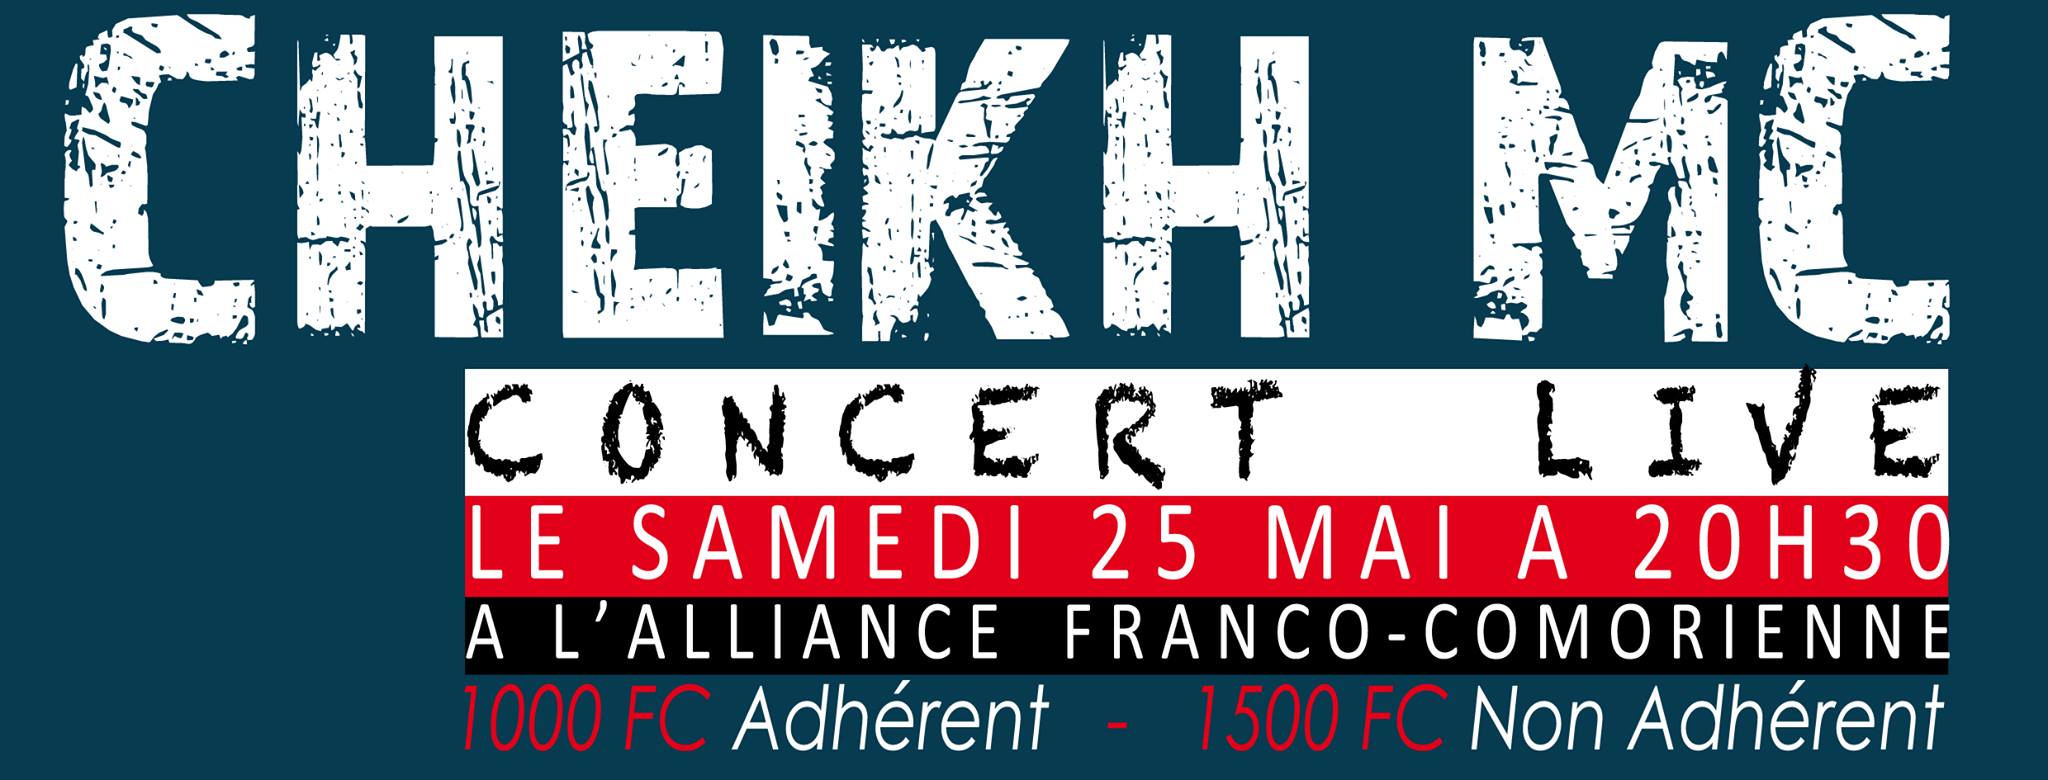 CHEIKH MC
CONCERT LIVE
LE SAMEDI 25 MAI A 20H30
A L'ALLIANCE FRANCO-COMORIENNE
1000 FC Adhérent - 1500 FC Non Adhérent